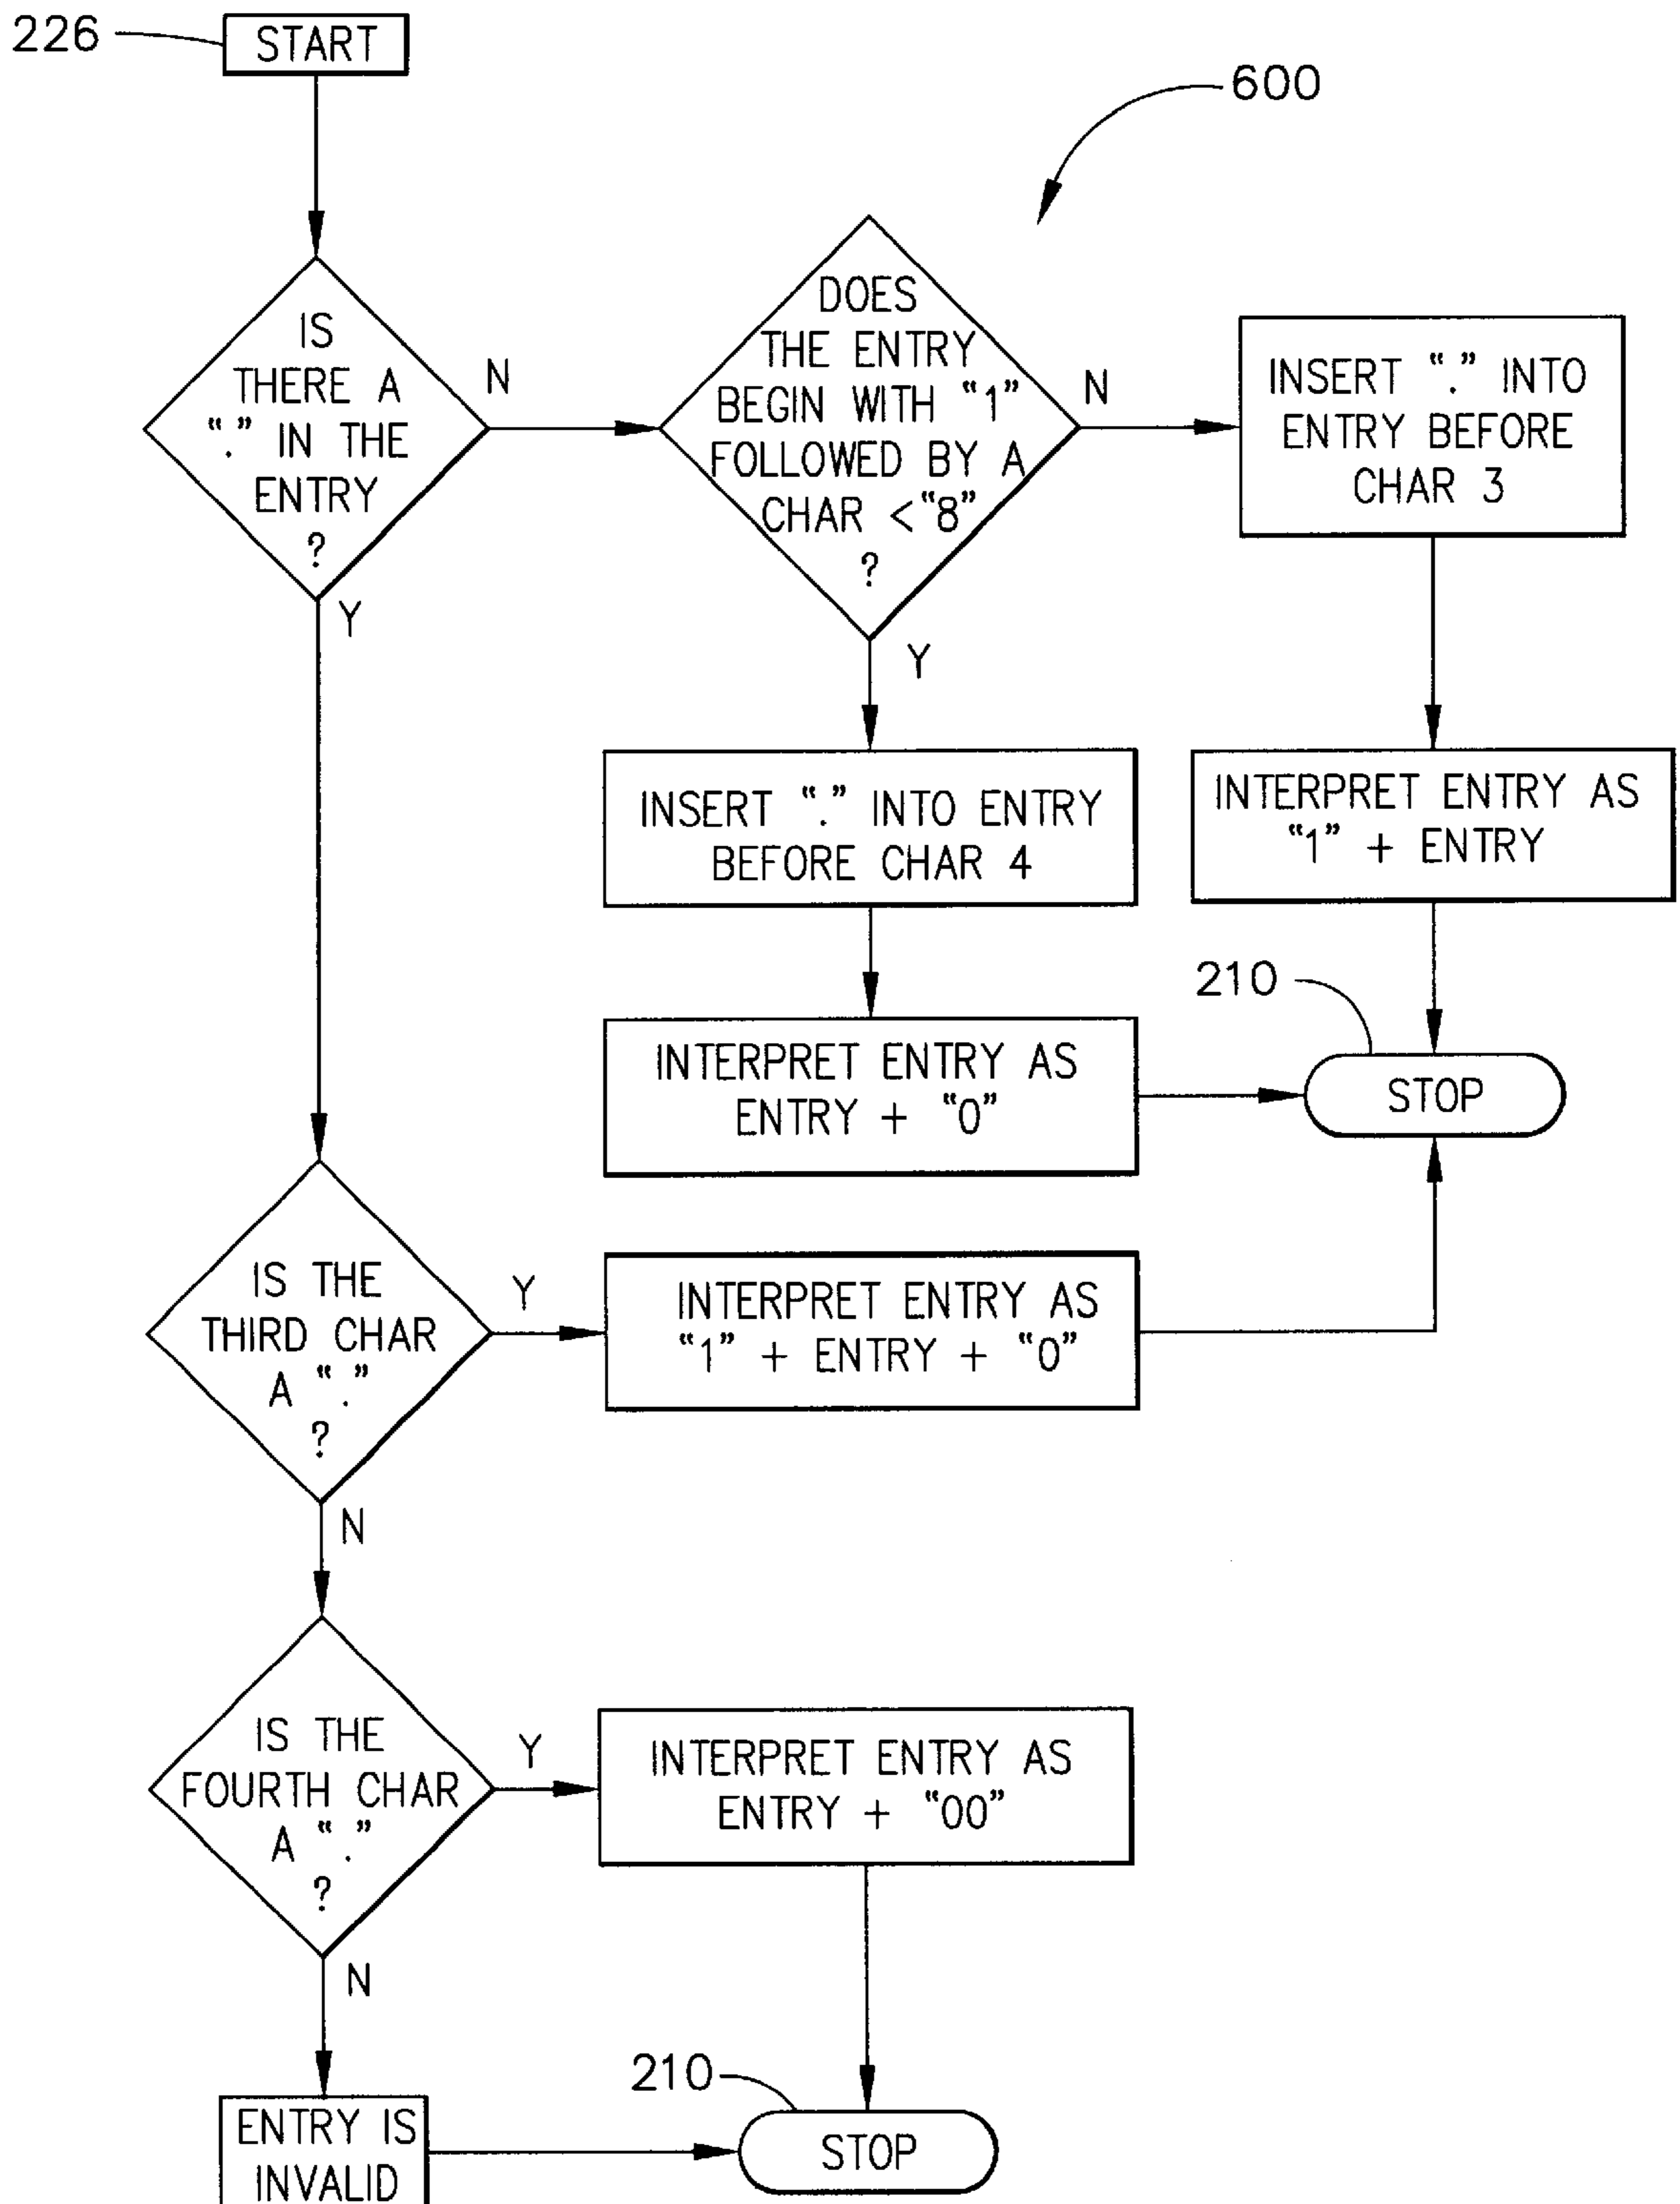 226
START
600
IS
THERE A
“.” IN THE
ENTRY
?
N
Y
DOES
THE ENTRY
BEGIN WITH “1”
FOLLOWED BY A
CHAR <“8”
?
N
Y
INSERT “.” INTO
ENTRY BEFORE
CHAR 3
INSERT “.” INTO ENTRY
BEFORE CHAR 4
INTERPRET ENTRY AS
“1” + ENTRY
INTERPRET ENTRY AS
ENTRY + “0”
210
STOP
IS THE
THIRD CHAR
A “.”
?
Y
N
INTERPRET ENTRY AS
“1” + ENTRY + “0”
IS THE
FOURTH CHAR
A “.”
?
Y
N
INTERPRET ENTRY AS
ENTRY + “00”
ENTRY IS
INVALID
210
STOP